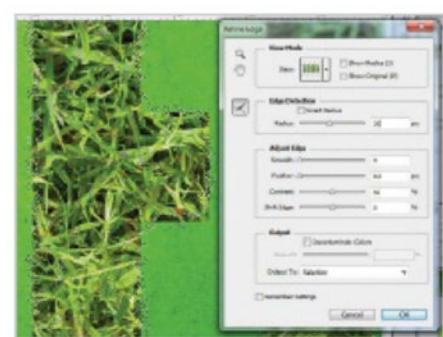 Refine Edge
View Mode
View:
Show Radius (J)
Show Original (P)
Edge Detection
Smart Radius
Radius:
px
Adjust Edge
Smooth:
Feather:
px
Contrast:
%
Shift Edge:
%
Output
Decontaminate Colors
Output To: Selection
Remember Settings
Cancel OK